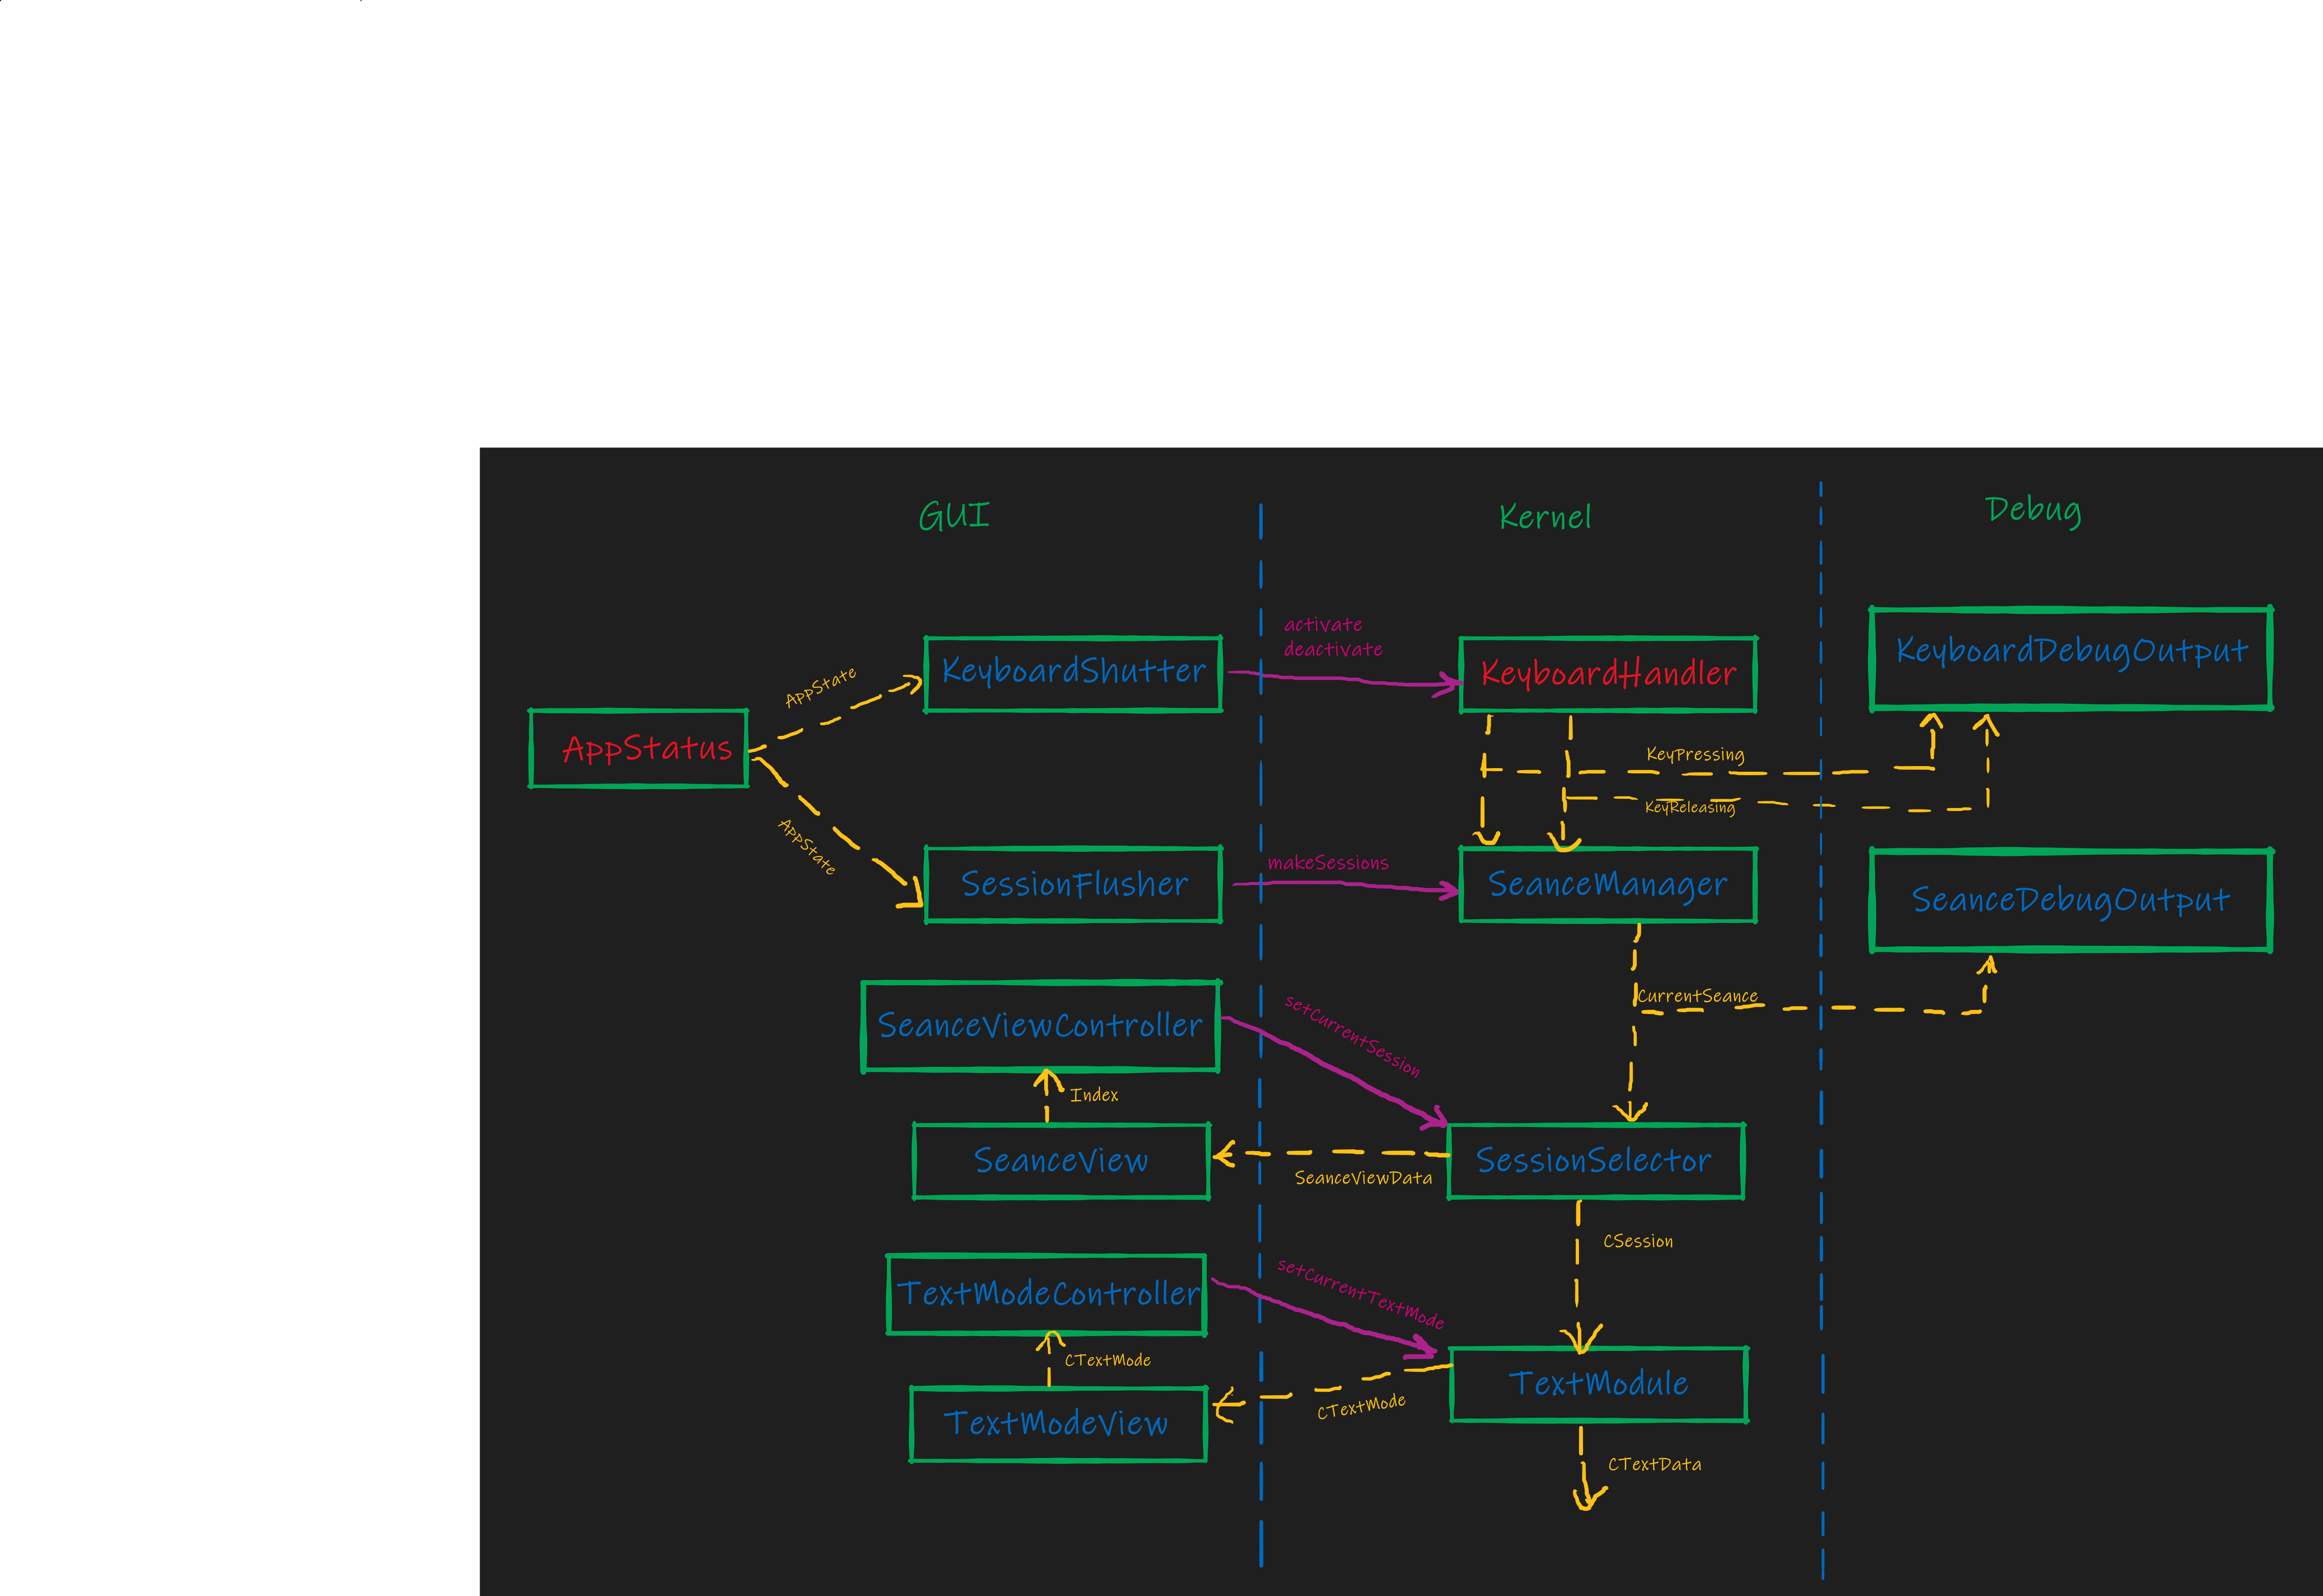 GUI
Kernel
Debug
activate
deactivate
KeyboardShutter
KeyboardHandler
KeyboardDebugOutput
AppState
AppStatus
KeyPressing
KeyReleasing
AppState
makeSessions
SessionFlusher
SeanceManager
SeanceDebugOutput
CurrentSeance
SeanceViewController
setCurrentSession
Index
SeanceView
SeanceViewData
SessionSelector
CSession
TextModeController
setCurrentTextMode
CTextMode
TextModule
TextModeView
CTextMode
CTextData